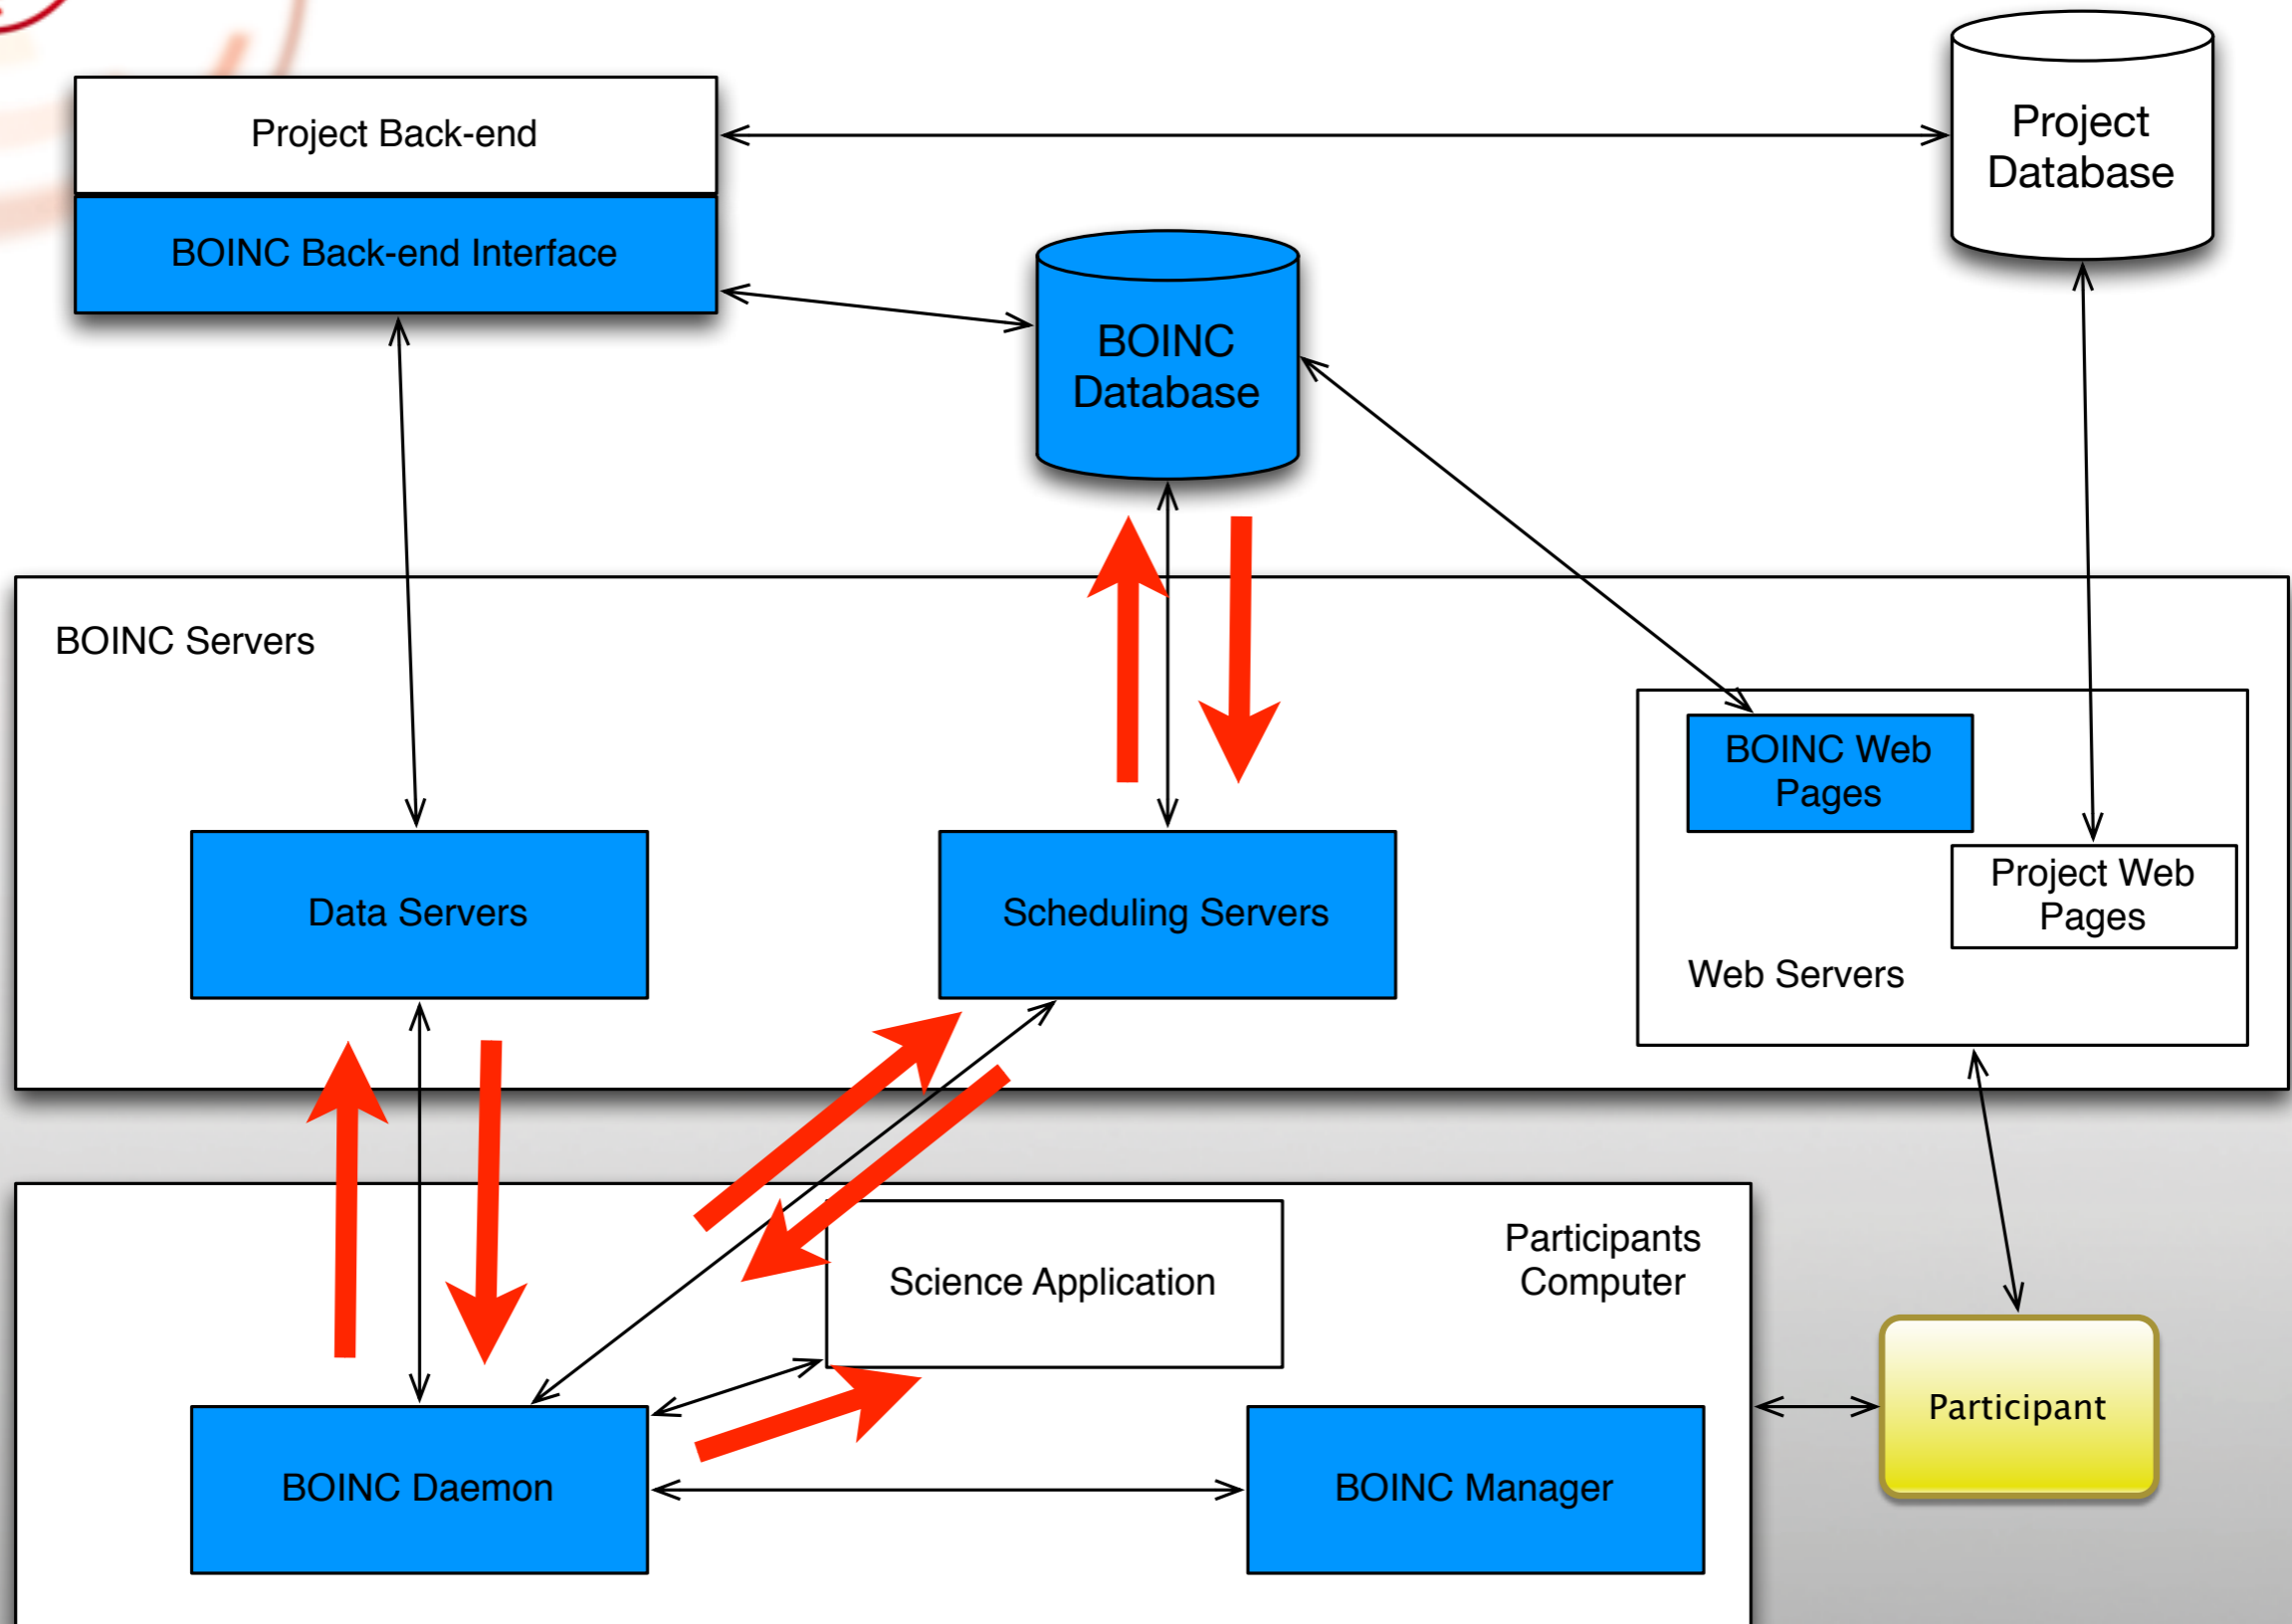 Project Back-end
Project
Database
BOINC Back-end Interface
BOINC
Database
BOINC Servers
BOINC Web
Pages
Data Servers
Scheduling Servers
Project Web
Pages
Web Servers
Participants
Computer
Science Application
Participant
BOINC Daemon
BOINC Manager